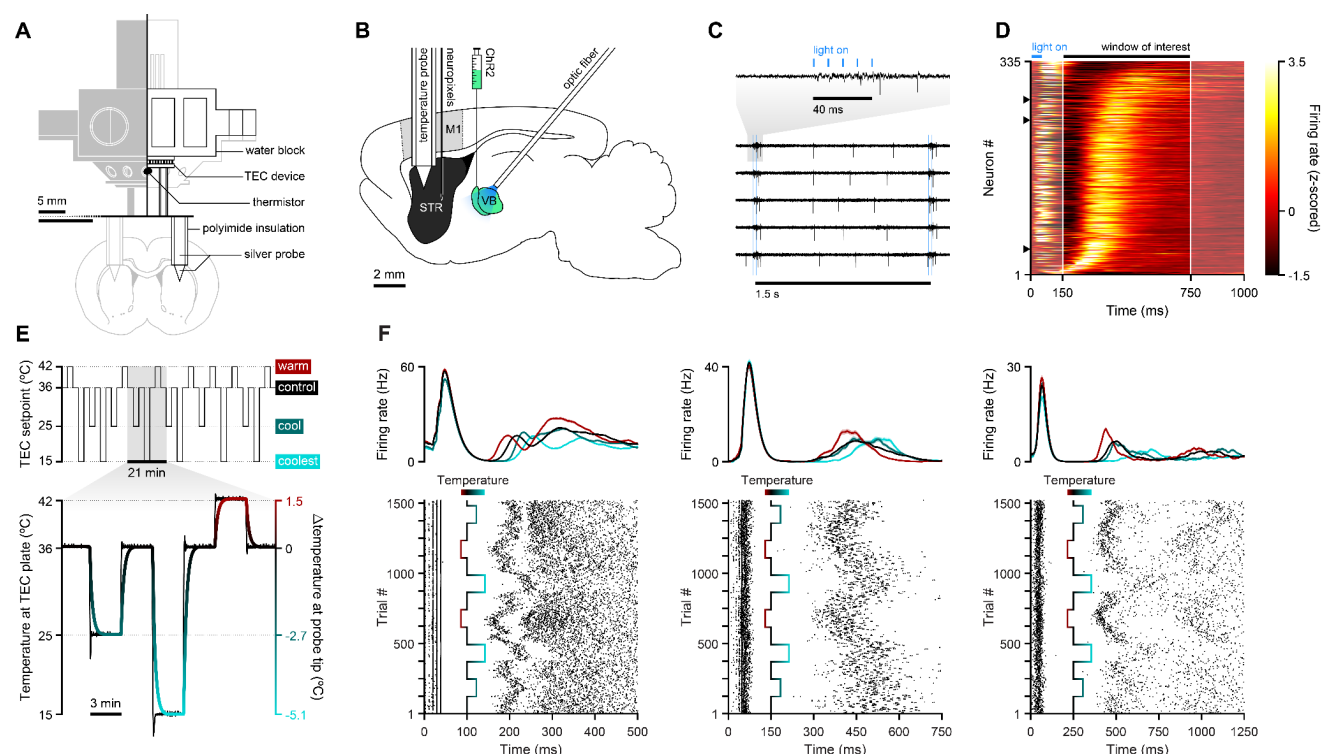 A
water block
TEC device
thermistor
5 mm
polyimide insulation
silver probe
B
temperature probe
neuropixels
ChR2
optic fiber
M1
STR
VB
2 mm
C
light on
40 ms
1.5 s
D
light on
window of interest
335
Neuron #
1
0
150
750
1000
Time (ms)
3.5
0
-1.5
Firing rate (z-scored)
E
TEC setpoint (ºC)
42
36
25
15
warm
control
cool
coolest
21 min
Temperature at TEC plate (ºC)
42
36
25
15
3 min
1.5
0
-2.7
-5.1
Δtemperature at probe tip (ºC)
F
Firing rate (Hz)
60
30
0
Temperature
Trial #
1500
1000
500
1
0
100
200
300
400
500
Time (ms)
Firing rate (Hz)
40
20
0
Temperature
Trial #
1500
1000
500
1
0
150
300
450
600
750
Time (ms)
Firing rate (Hz)
30
15
0
Temperature
Trial #
1500
1000
500
1
0
250
500
750
1000
1250
Time (ms)